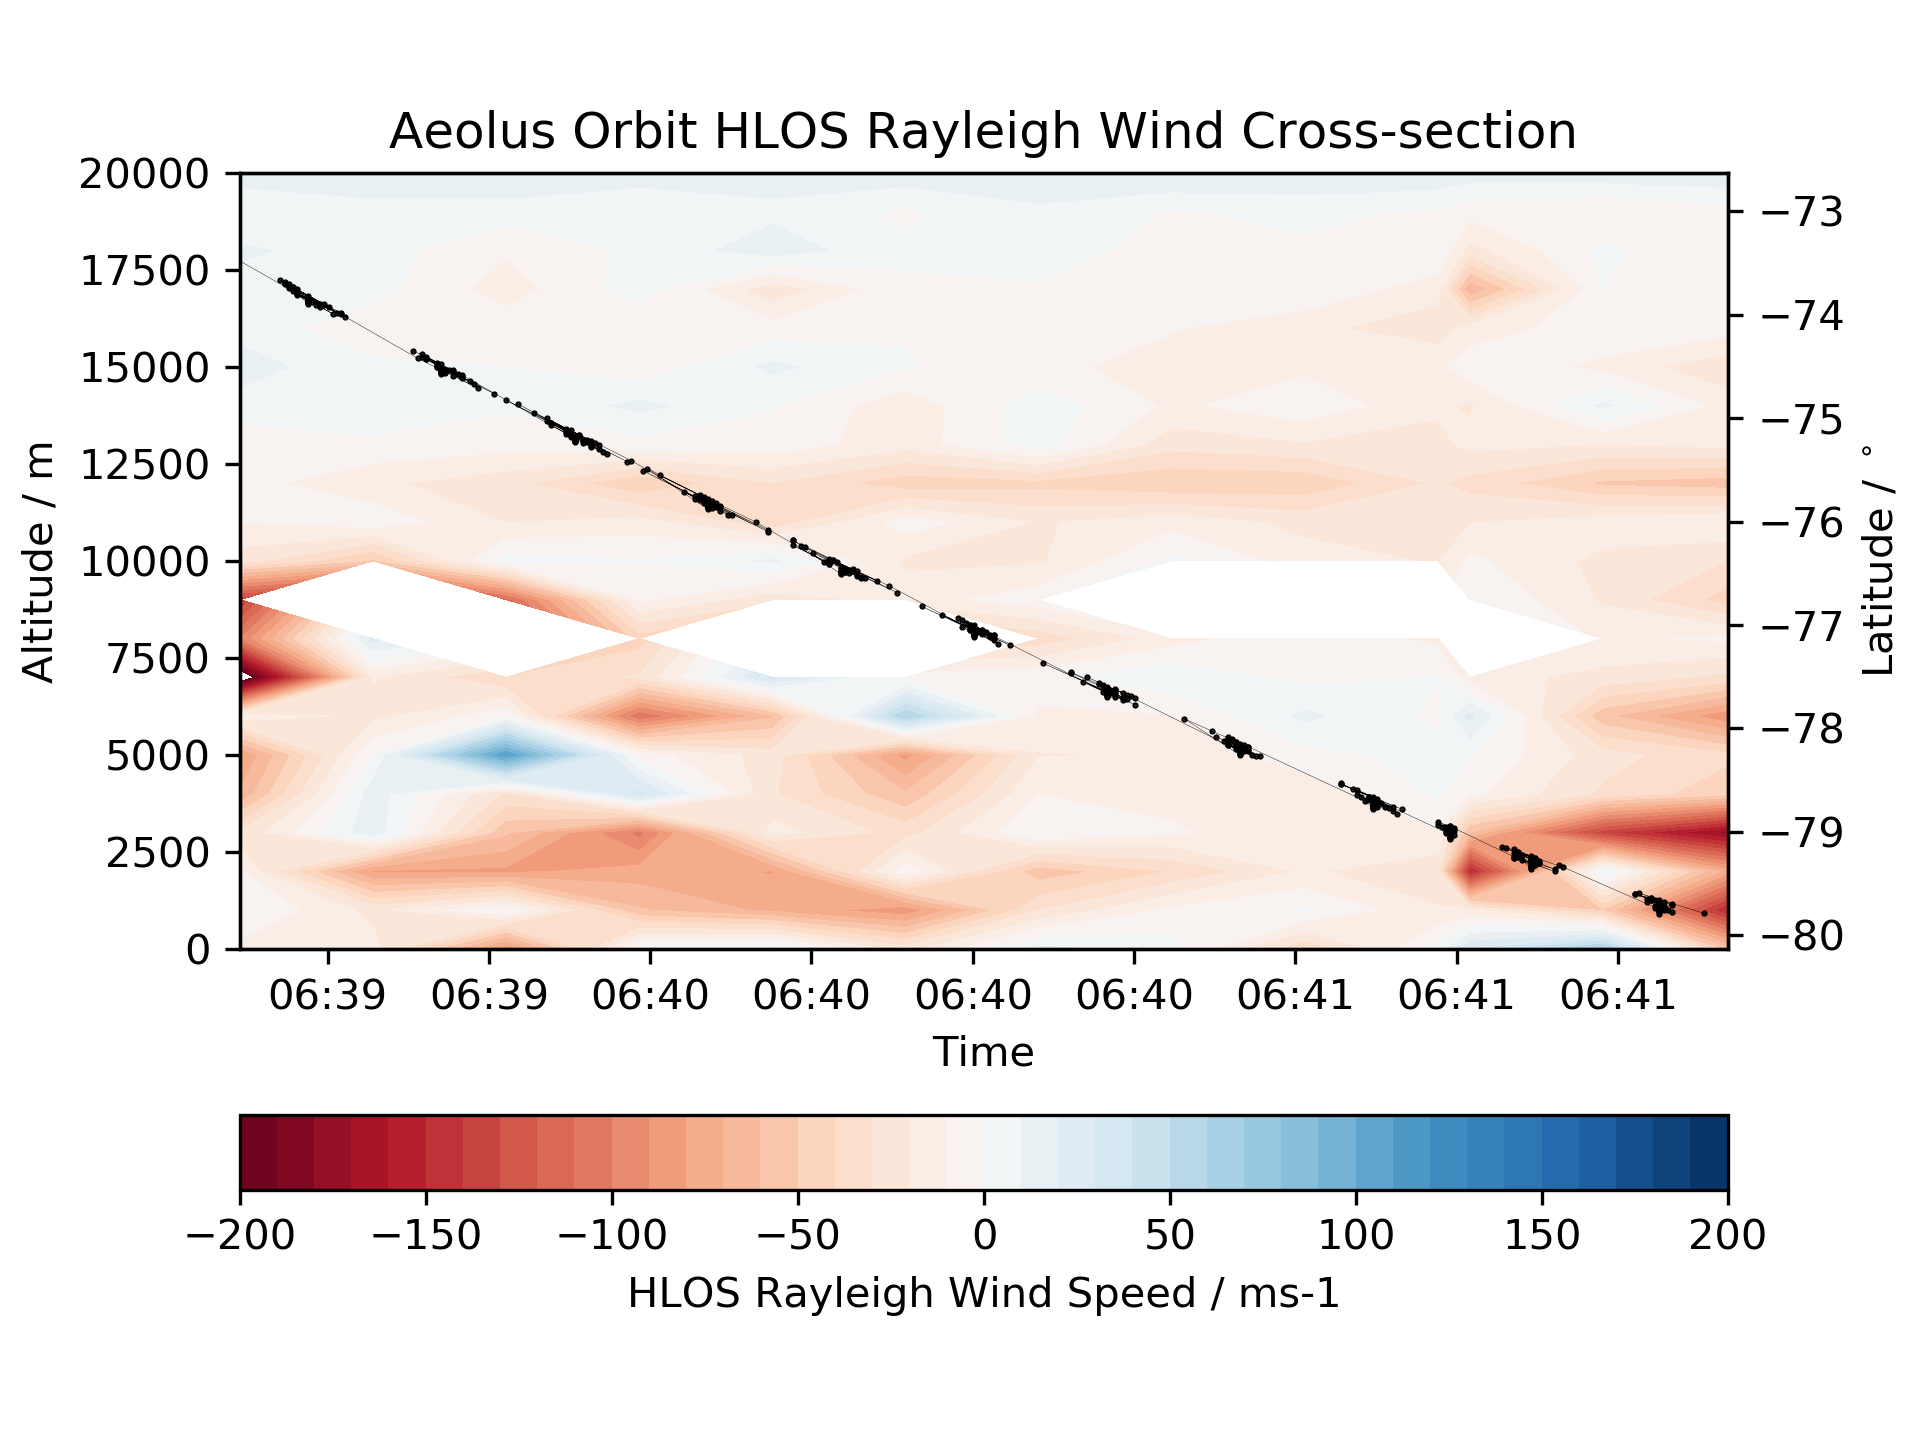 Aeolus Orbit HLOS Rayleigh Wind Cross-section
20000
17500
15000
12500
10000
7500
5000
2500
0
Altitude / m
−73
−74
−75
−76
−77
−78
−79
−80
Latitude / °
06:39 06:39 06:40 06:40 06:40 06:40 06:41 06:41 06:41
Time
−200 −150 −100 −50 0 50 100 150 200
HLOS Rayleigh Wind Speed / ms-1